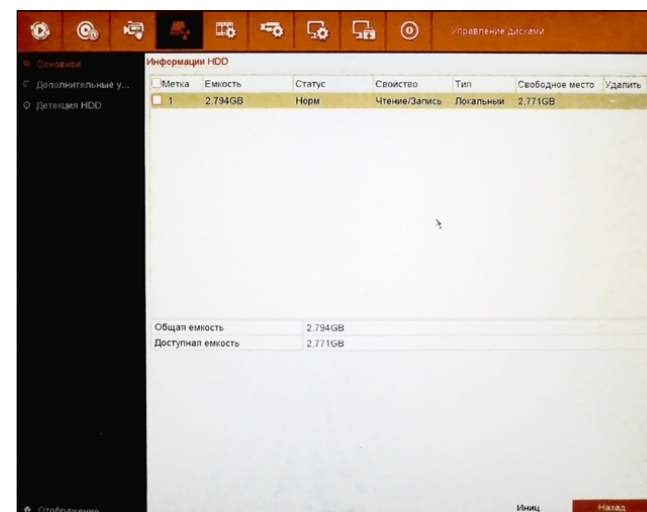 Управление дисками
Основной
Дополнительные у...
Детекция HDD
Информации HDD
Метка Емкость Статус Свойство Тип Свободное место Удалить
1 2.794GB Норм Чтение/Запись Локальный 2,771GB –
Общая емкость 2,794GB
Доступная емкость 2,771GB
Отображение Иниц. Назад